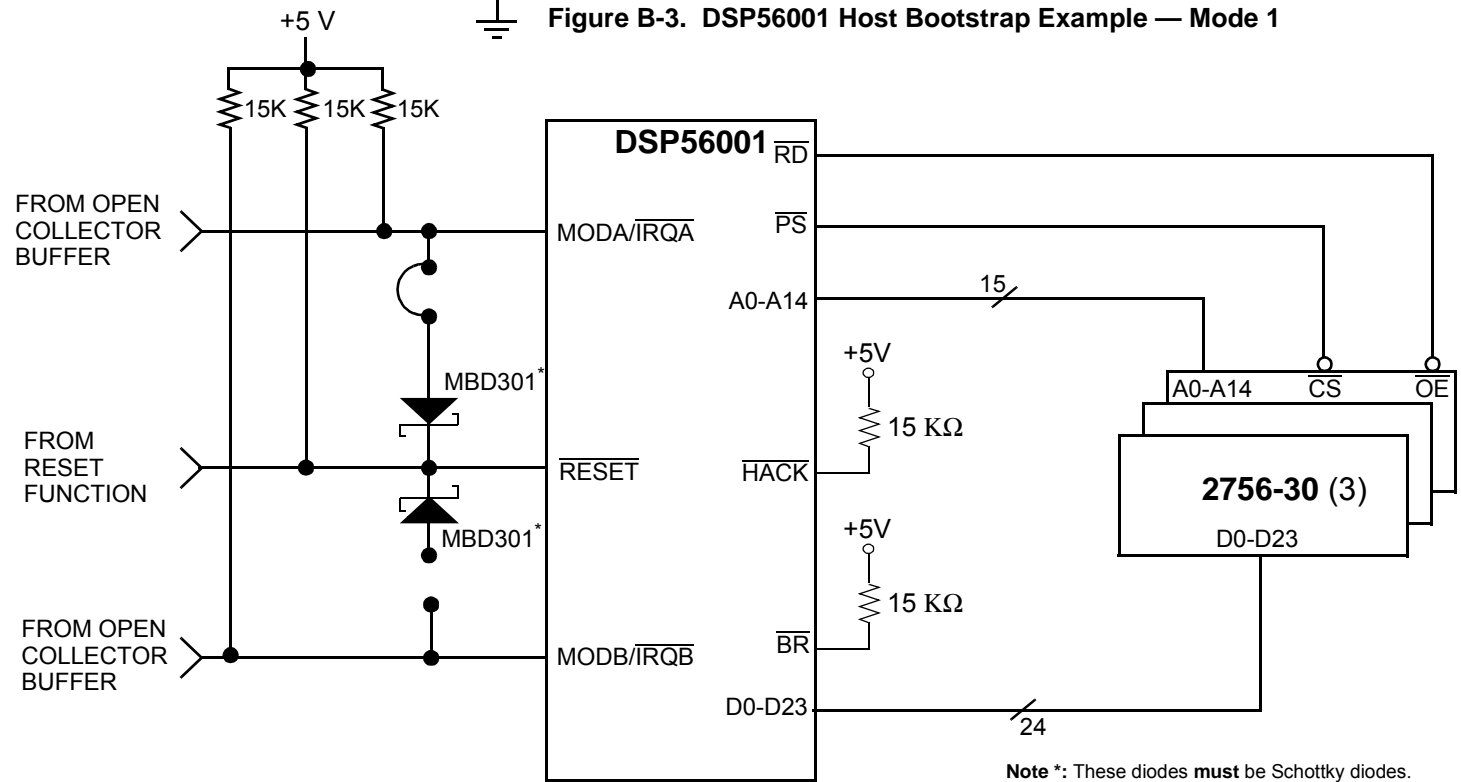 Figure B-3. DSP56001 Host Bootstrap Example — Mode 1
+5 V
15K
15K
15K
DSP56001
RD
FROM OPEN
COLLECTOR
BUFFER
MODA/IRQA
PS
A0-A14
15
+5V
MBD301*
A0-A14
CS
OE
15 KΩ
FROM
RESET
FUNCTION
RESET
HACK
2756-30 (3)
MBD301*
+5V
D0-D23
15 KΩ
FROM OPEN
COLLECTOR
BUFFER
MODB/IRQB
BR
D0-D23
24
Note *: These diodes must be Schottky diodes.